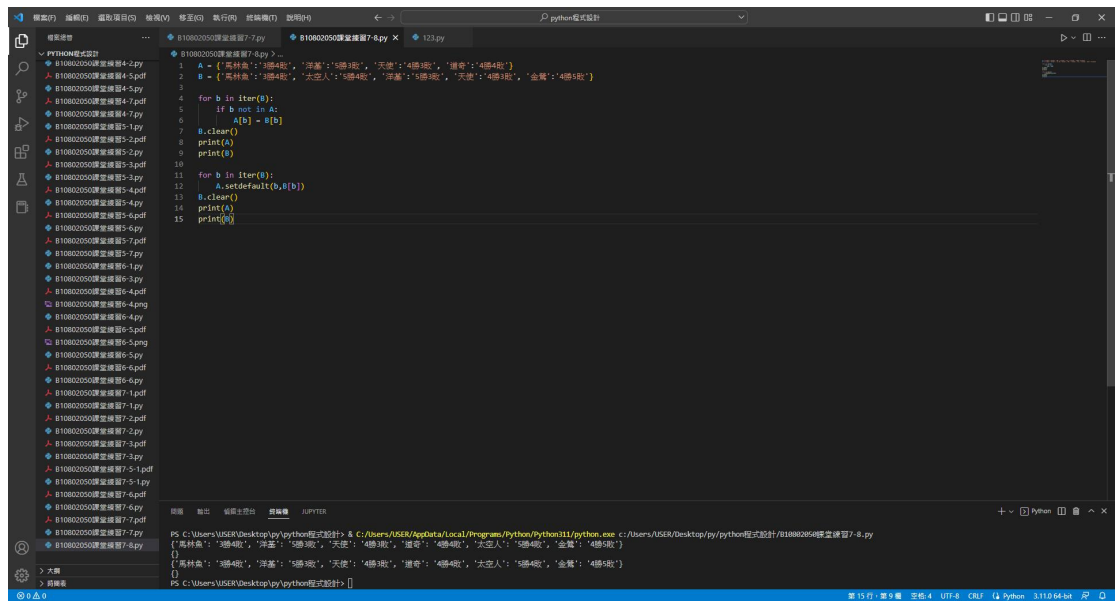 檔案(F) 編輯(E) 選取項目(S) 檢視(V) 移至(G) 執行(R) 終端機(T) 說明(H)
python程式設計
檔案總管
B10802050課堂練習7-7.py
B10802050課堂練習7-8.py
123.py
PYTHON程式設計
B10802050課堂練習4-2.py
B10802050課堂練習4-5.pdf
B10802050課堂練習4-5.py
B10802050課堂練習4-7.pdf
B10802050課堂練習4-7.py
B10802050課堂練習5-1.py
B10802050課堂練習5-2.pdf
B10802050課堂練習5-2.py
B10802050課堂練習5-3.pdf
B10802050課堂練習5-3.py
B10802050課堂練習5-4.pdf
B10802050課堂練習5-4.py
B10802050課堂練習5-6.pdf
B10802050課堂練習5-6.py
B10802050課堂練習5-7.pdf
B10802050課堂練習5-7.py
B10802050課堂練習6-1.py
B10802050課堂練習6-3.py
B10802050課堂練習6-4.pdf
B10802050課堂練習6-4.png
B10802050課堂練習6-4.py
B10802050課堂練習6-5.pdf
B10802050課堂練習6-5.png
B10802050課堂練習6-5.py
B10802050課堂練習6-6.pdf
B10802050課堂練習6-6.py
B10802050課堂練習7-1.pdf
B10802050課堂練習7-1.py
B10802050課堂練習7-2.pdf
B10802050課堂練習7-2.py
B10802050課堂練習7-3.pdf
B10802050課堂練習7-3.py
B10802050課堂練習7-5-1.pdf
B10802050課堂練習7-5-1.py
B10802050課堂練習7-6.pdf
B10802050課堂練習7-6.py
B10802050課堂練習7-7.pdf
B10802050課堂練習7-7.py
B10802050課堂練習7-8.py
大綱
時間表
B10802050課堂練習7-8.py > ...
1 A = {'馬林魚':'3勝4敗', '洋基':'5勝3敗', '天使':'4勝3敗', '道奇':'4勝4敗'}
2 B = {'馬林魚':'3勝4敗', '太空人':'5勝4敗', '洋基':'5勝3敗', '天使':'4勝3敗', '金鶯':'4勝5敗'}
3
4 for b in iter(B):
5 if b not in A:
6 A[b] = B[b]
7 B.clear()
8 print(A)
9 print(B)
10
11 for b in iter(B):
12 A.setdefault(b,B[b])
13 B.clear()
14 print(A)
15 print(B)
問題 輸出 偵錯主控台 終端機 JUPYTER
Python
PS C:\Users\USER\Desktop\py\python程式設計> & C:/Users/USER/AppData/Local/Programs/Python/Python311/python.exe c:/Users/USER/Desktop/py/python程式設計/B10802050課堂練習7-8.py
{'馬林魚': '3勝4敗', '洋基': '5勝3敗', '天使': '4勝3敗', '道奇': '4勝4敗', '太空人': '5勝4敗', '金鶯': '4勝5敗'}
{}
{'馬林魚': '3勝4敗', '洋基': '5勝3敗', '天使': '4勝3敗', '道奇': '4勝4敗', '太空人': '5勝4敗', '金鶯': '4勝5敗'}
{}
PS C:\Users\USER\Desktop\py\python程式設計>
0 0
第 15 行，第 9 欄 空格: 4 UTF-8 CRLF Python 3.11.0 64-bit